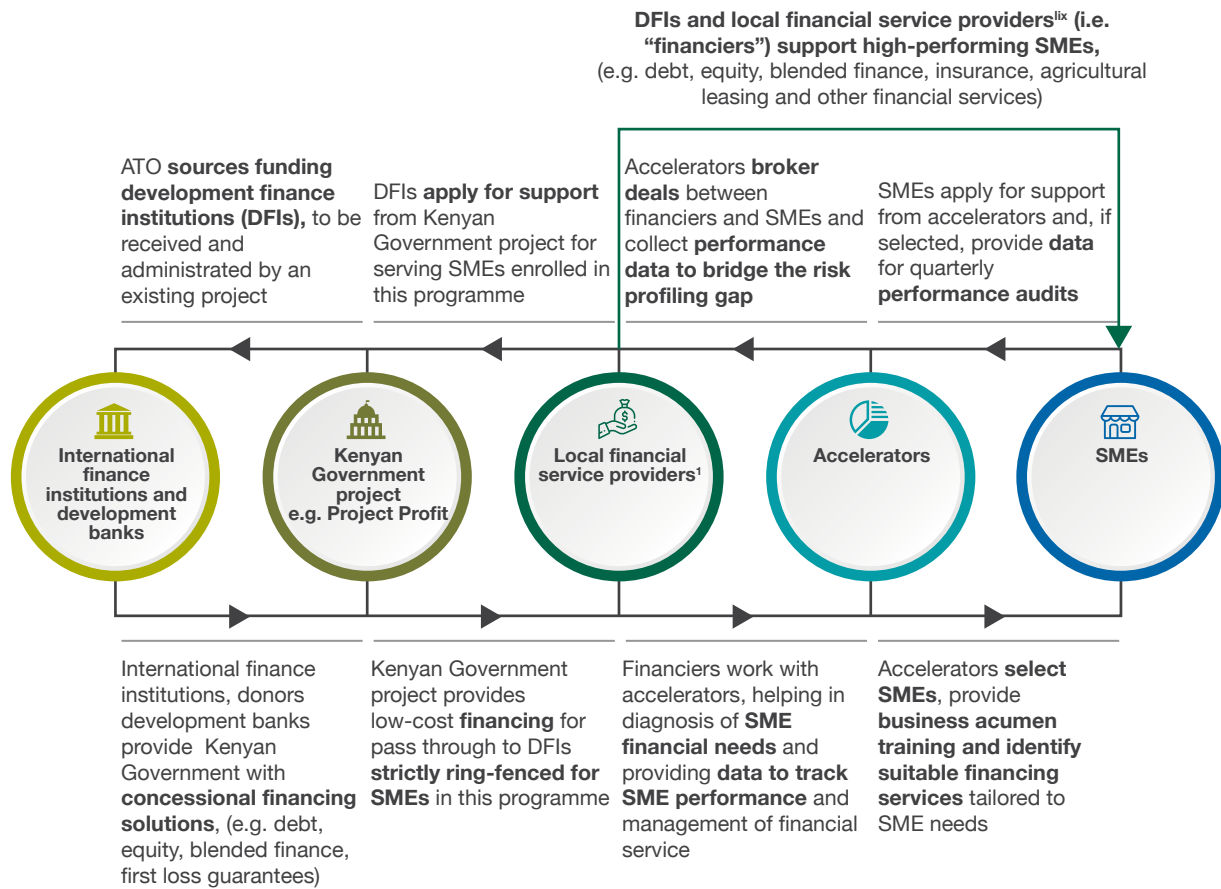 DFIs and local financial service providersˡⁱˣ (i.e.
“financiers”) support high-performing SMEs,
(e.g. debt, equity, blended finance, insurance, agricultural
leasing and other financial services)
ATO sources funding
development finance
institutions (DFIs), to be
received and
administrated by an
existing project
DFIs apply for support
from Kenyan
Government project for
serving SMEs enrolled in
this programme
Accelerators broker
deals between
financiers and SMEs and
collect performance
data to bridge the risk
profiling gap
SMEs apply for support
from accelerators and, if
selected, provide data
for quarterly
performance audits
International
finance
institutions and
development
banks
Kenyan
Government
project
e.g. Project Profit
Local financial
service providers¹
Accelerators
SMEs
International finance
institutions, donors
development banks
provide Kenyan
Government with
concessional financing
solutions, (e.g. debt,
equity, blended finance,
first loss guarantees)
Kenyan Government
project provides
low-cost financing for
pass through to DFIs
strictly ring-fenced for
SMEs in this programme
Financiers work with
accelerators, helping in
diagnosis of SME
financial needs and
providing data to track
SME performance and
management of financial
service
Accelerators select
SMEs, provide
business acumen
training and identify
suitable financing
services tailored to
SME needs